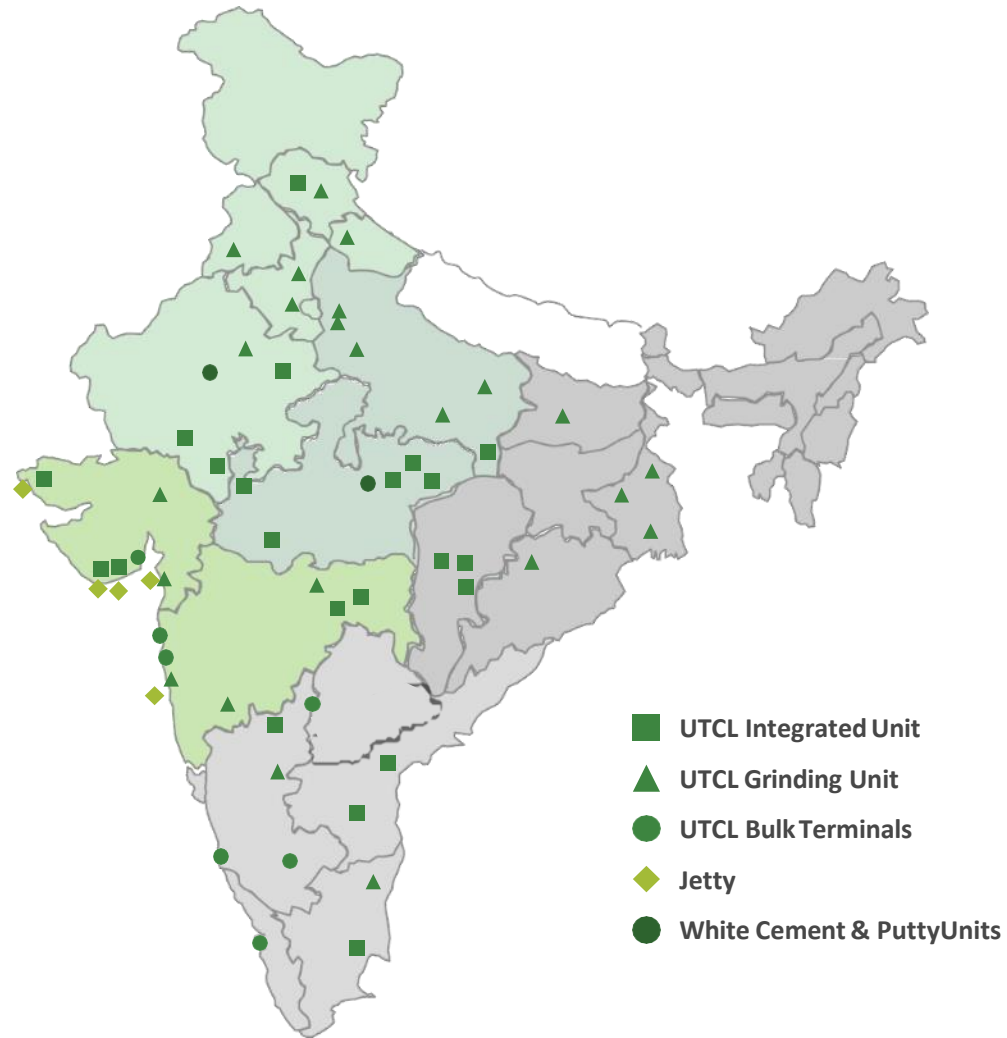 UTCL Integrated Unit
UTCL Grinding Unit
UTCL Bulk Terminals
Jetty
White Cement & PuttyUnits